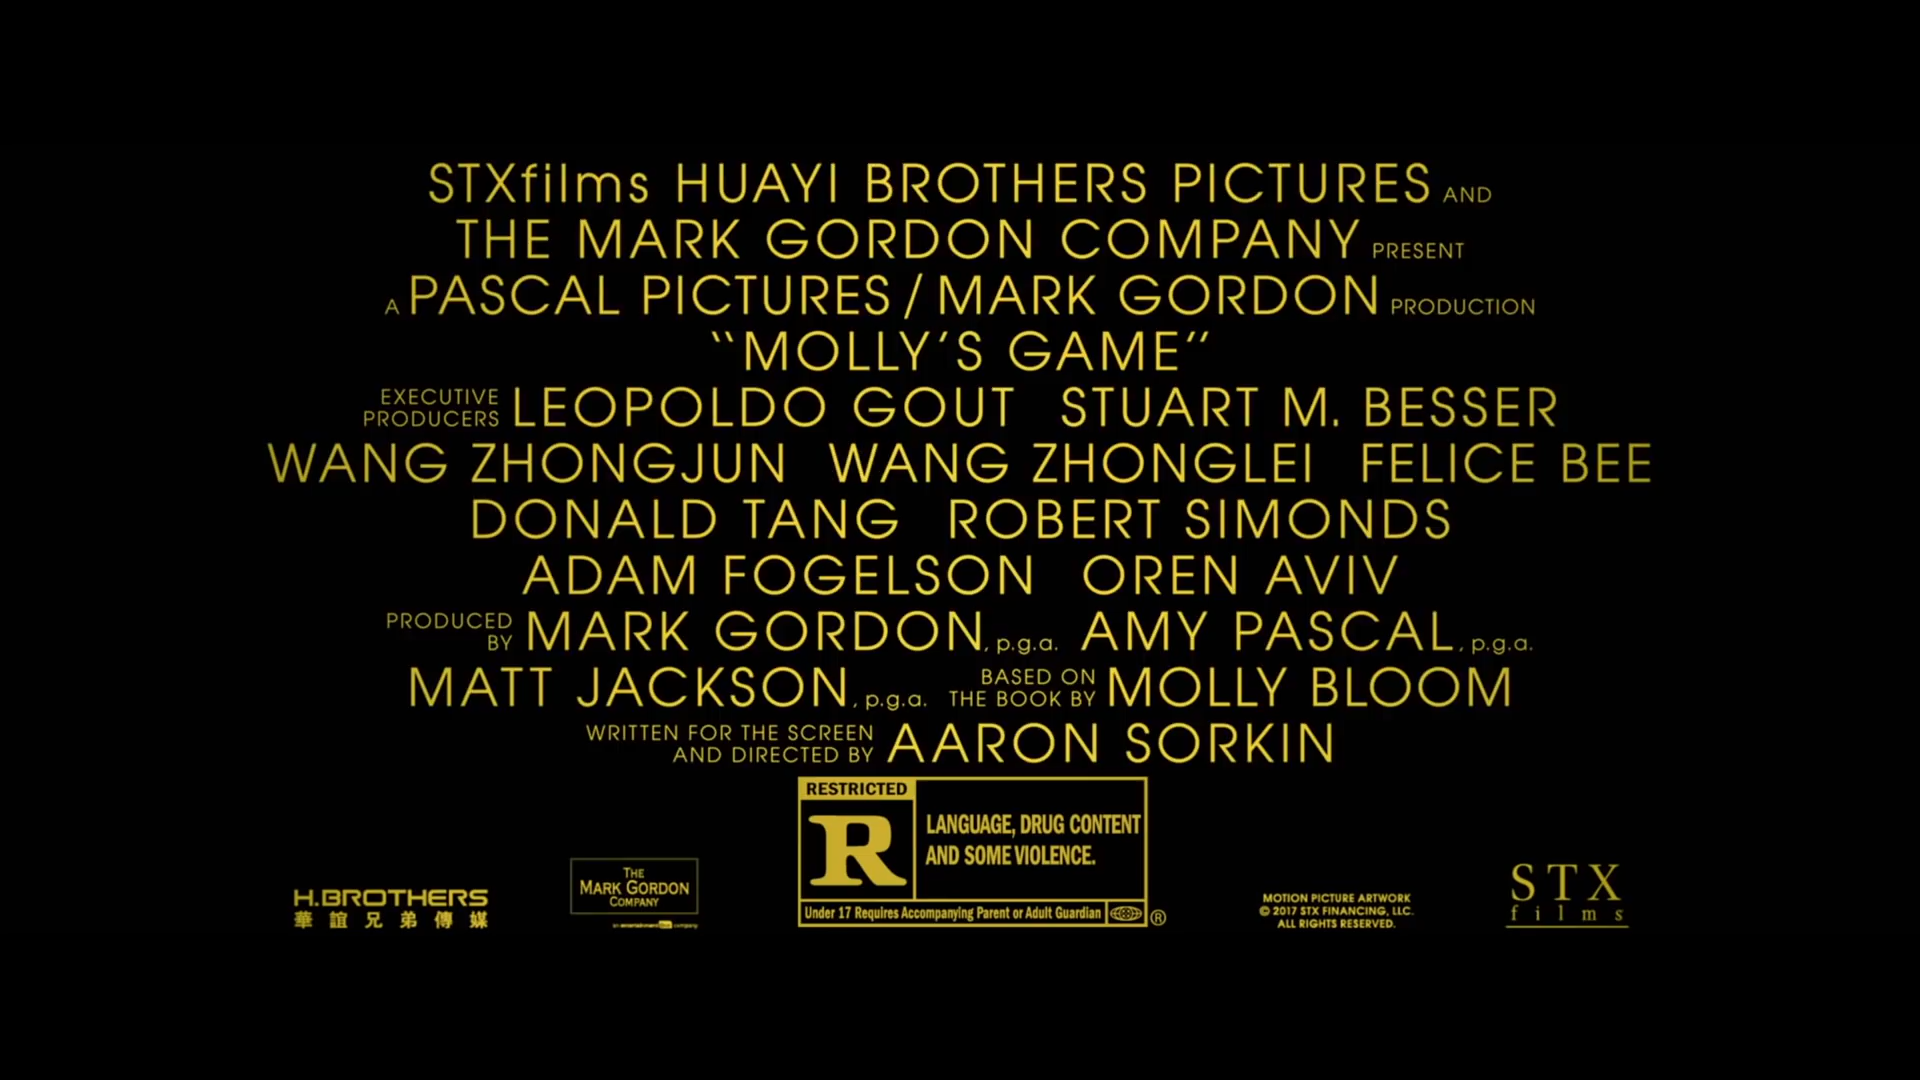 STXfilms HUAYI BROTHERS PICTURES AND
THE MARK GORDON COMPANY PRESENT
A PASCAL PICTURES / MARK GORDON PRODUCTION
"MOLLY'S GAME"
EXECUTIVE PRODUCERS LEOPOLDO GOUT STUART M. BESSER
WANG ZHONGJUN WANG ZHONGLEI FELICE BEE
DONALD TANG ROBERT SIMONDS
ADAM FOGELSON OREN AVIV
PRODUCED BY MARK GORDON, p.g.a. AMY PASCAL, p.g.a.
MATT JACKSON, p.g.a. BASED ON THE BOOK BY MOLLY BLOOM
WRITTEN FOR THE SCREEN AND DIRECTED BY AARON SORKIN
H.BROTHERS
華誼兄弟傳媒
THE
MARK GORDON
COMPANY
an entertainment one company
RESTRICTED
R
LANGUAGE, DRUG CONTENT
AND SOME VIOLENCE.
Under 17 Requires Accompanying Parent or Adult Guardian
®
MOTION PICTURE ARTWORK
© 2017 STX FINANCING, LLC.
ALL RIGHTS RESERVED.
STX
films